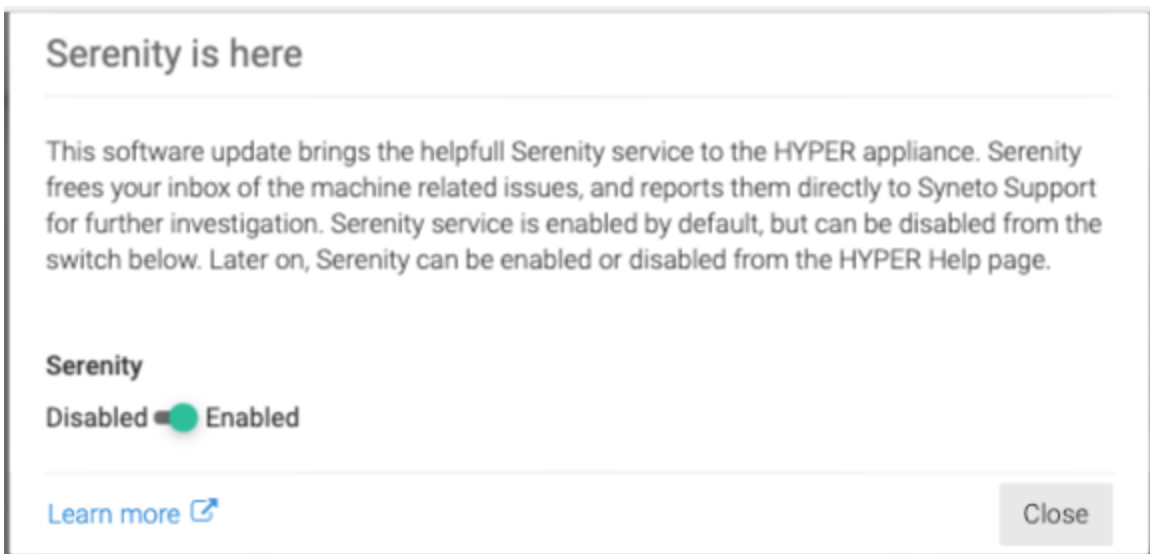 Serenity is here
This software update brings the helpfull Serenity service to the HYPER appliance. Serenity
frees your inbox of the machine related issues, and reports them directly to Syneto Support
for further investigation. Serenity service is enabled by default, but can be disabled from the
switch below. Later on, Serenity can be enabled or disabled from the HYPER Help page.
Serenity
Disabled Enabled
Learn more
Close